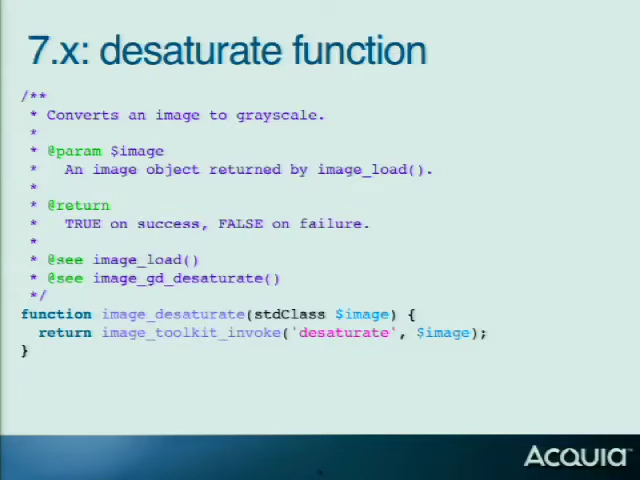 7.x: desaturate function
/**
 * Converts an image to grayscale.
 *
 * @param $image
 *   An image object returned by image_load().
 *
 * @return
 *   TRUE on success, FALSE on failure.
 *
 * @see image_load()
 * @see image_gd_desaturate()
 */
function image_desaturate(stdClass $image) {
  return image_toolkit_invoke('desaturate', $image);
}
ACQUIA